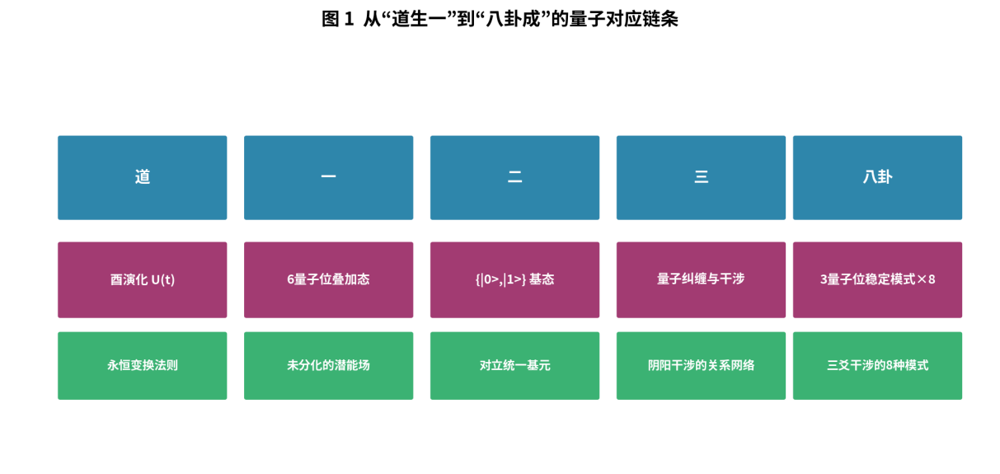 图 1 从“道生一”到“八卦成”的量子对应链条
道
一
二
三
八卦
酉演化 U(t)
6量子位叠加态
{|0>,|1>} 基态
量子纠缠与干涉
3量子位稳定模式×8
永恒变换法则
未分化的潜能场
对立统一基元
阴阳干涉的关系网络
三爻干涉的8种模式